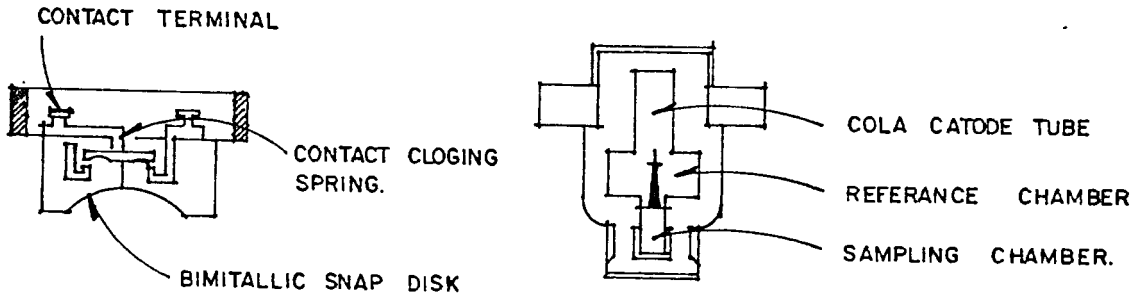 CONTACT TERMINAL
CONTACT CLOGING
SPRING.
BIMITALLIC SNAP DISK
COLA CATODE TUBE
REFERANCE CHAMBER
SAMPLING CHAMBER.